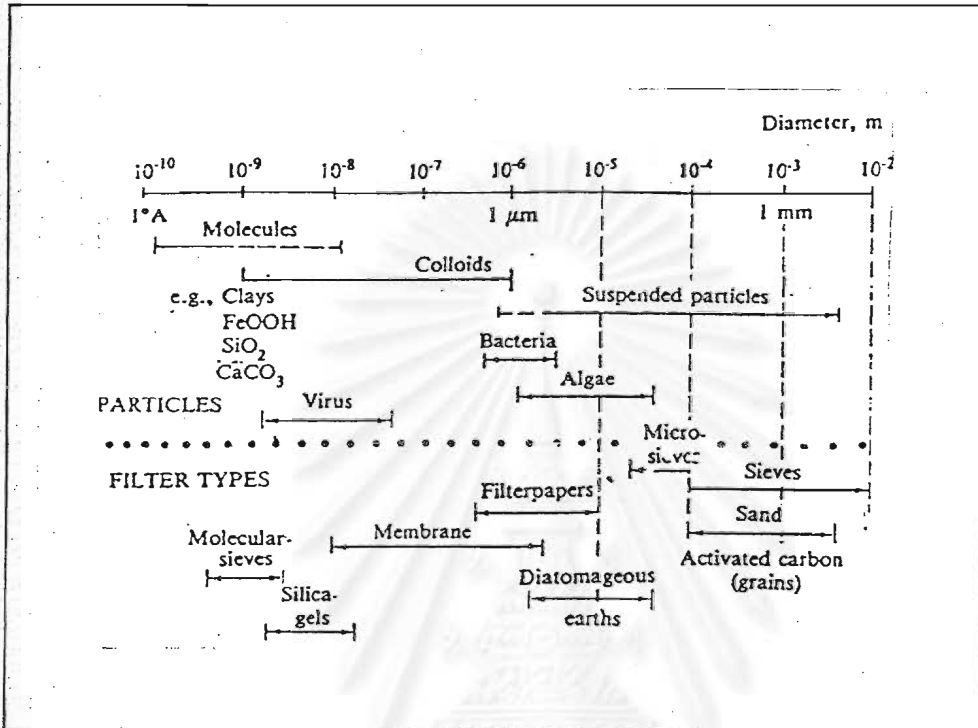 Diameter, m
10⁻¹⁰ 10⁻⁹ 10⁻⁸ 10⁻⁷ 10⁻⁶ 10⁻⁵ 10⁻⁴ 10⁻³ 10⁻²
1°A 1 μm 1 mm
Molecules
Colloids
e.g., Clays
FeOOH
SiO₂
CaCO₃
Suspended particles
Bacteria
Algae
Virus
PARTICLES
FILTER TYPES
Micro-
sieves
Sieves
Filterpapers
Sand
Membrane
Activated carbon
(grains)
Molecular-
sieves
Diatomageous
earths
Silica-
gels